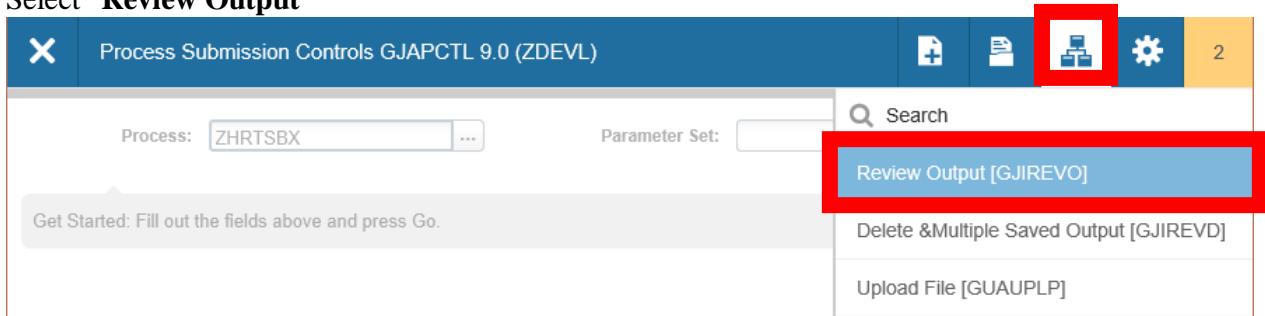 Select "Review Output"
Process Submission Controls GJAPCTL 9.0 (ZDEVL)
2
Process: ZHRTSBX ...
Parameter Set:
Search
Review Output [GJIREVO]
Get Started: Fill out the fields above and press Go.
Delete &Multiple Saved Output [GJIREVD]
Upload File [GUAUPLP]